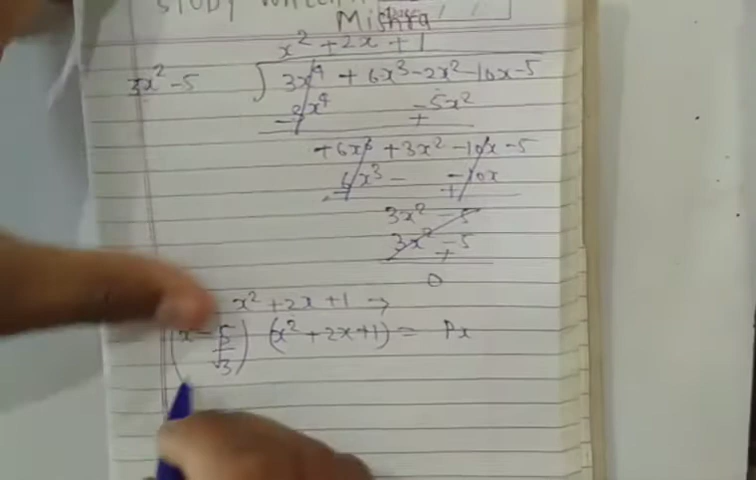 STUDY
Mishra
x² + 2x + 1
3x² - 5 ) 3x⁴ + 6x³ - 2x² - 10x - 5
- 3x⁴ - 5x²
+
+ 6x³ + 3x² - 10x - 5
6x³ - - 10x
- +
3x² - 5
3x² - 5
+
0
x² + 2x + 1 →
(x - 5/√3) (x² + 2x + 1) = Px